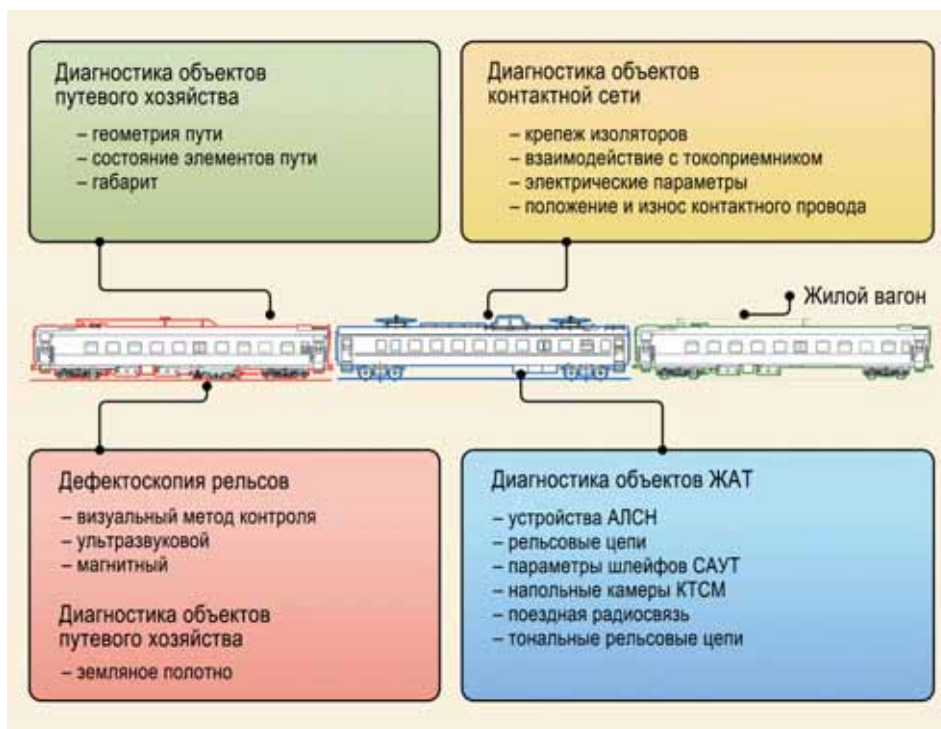 Диагностика объектов
путевого хозяйства
– геометрия пути
– состояние элементов пути
– габарит
Диагностика объектов
контактной сети
– крепеж изоляторов
– взаимодействие с токоприемником
– электрические параметры
– положение и износ контактного провода
Жилой вагон
Дефектоскопия рельсов
– визуальный метод контроля
– ультразвуковой
– магнитный
Диагностика объектов
путевого хозяйства
– земляное полотно
Диагностика объектов ЖАТ
– устройства АЛСН
– рельсовые цепи
– параметры шлейфов САУТ
– напольные камеры КТСМ
– поездная радиосвязь
– тональные рельсовые цепи